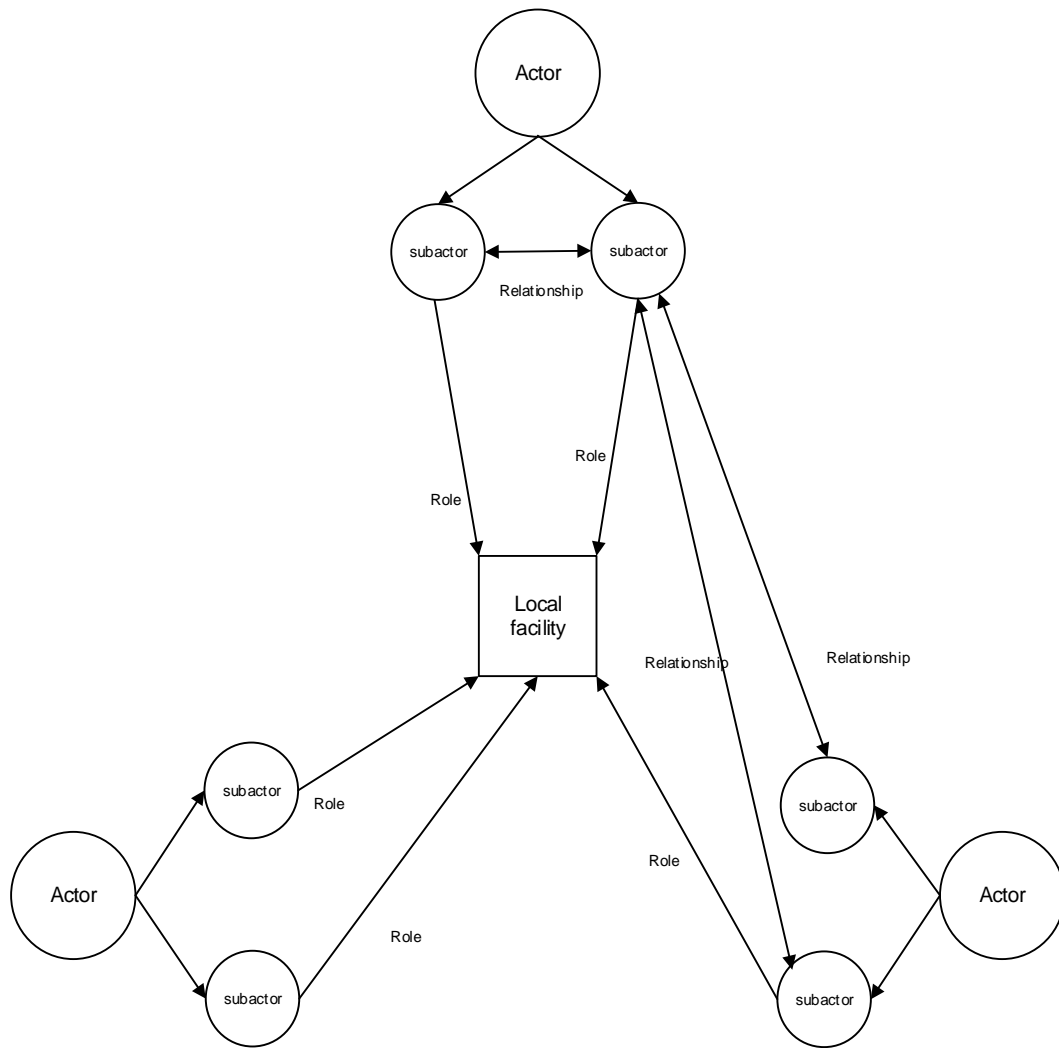 Actor
subactor
subactor
Relationship
Role
Role
Local
facility
Relationship
Relationship
subactor
Role
subactor
Role
Actor
Actor
Role
subactor
subactor